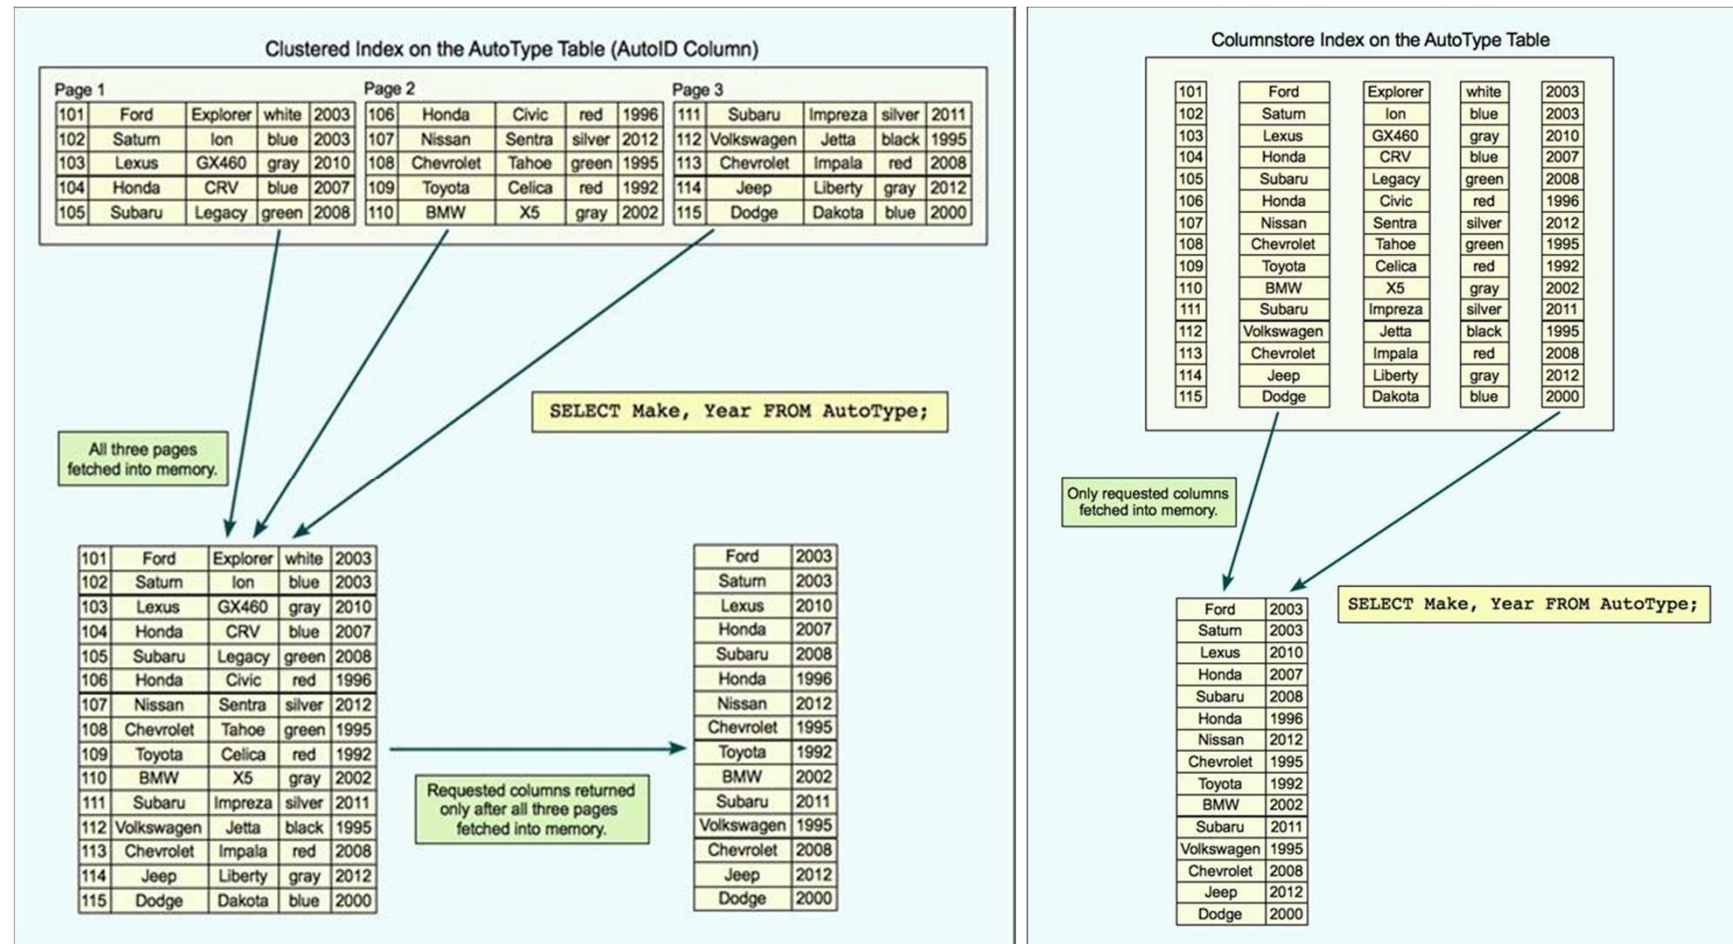 Clustered Index on the AutoType Table (AutoID Column)
Page 1
101 Ford Explorer white 2003
102 Saturn Ion blue 2003
103 Lexus GX460 gray 2010
104 Honda CRV blue 2007
105 Subaru Legacy green 2008
Page 2
106 Honda Civic red 1996
107 Nissan Sentra silver 2012
108 Chevrolet Tahoe green 1995
109 Toyota Celica red 1992
110 BMW X5 gray 2002
Page 3
111 Subaru Impreza silver 2011
112 Volkswagen Jetta black 1995
113 Chevrolet Impala red 2008
114 Jeep Liberty gray 2012
115 Dodge Dakota blue 2000
SELECT Make, Year FROM AutoType;
All three pages
fetched into memory.
101 Ford Explorer white 2003
102 Saturn Ion blue 2003
103 Lexus GX460 gray 2010
104 Honda CRV blue 2007
105 Subaru Legacy green 2008
106 Honda Civic red 1996
107 Nissan Sentra silver 2012
108 Chevrolet Tahoe green 1995
109 Toyota Celica red 1992
110 BMW X5 gray 2002
111 Subaru Impreza silver 2011
112 Volkswagen Jetta black 1995
113 Chevrolet Impala red 2008
114 Jeep Liberty gray 2012
115 Dodge Dakota blue 2000
Requested columns returned
only after all three pages
fetched into memory.
Ford 2003
Saturn 2003
Lexus 2010
Honda 2007
Subaru 2008
Honda 1996
Nissan 2012
Chevrolet 1995
Toyota 1992
BMW 2002
Subaru 2011
Volkswagen 1995
Chevrolet 2008
Jeep 2012
Dodge 2000
Columnstore Index on the AutoType Table
101 Ford Explorer white 2003
102 Saturn Ion blue 2003
103 Lexus GX460 gray 2010
104 Honda CRV blue 2007
105 Subaru Legacy green 2008
106 Honda Civic red 1996
107 Nissan Sentra silver 2012
108 Chevrolet Tahoe green 1995
109 Toyota Celica red 1992
110 BMW X5 gray 2002
111 Subaru Impreza silver 2011
112 Volkswagen Jetta black 1995
113 Chevrolet Impala red 2008
114 Jeep Liberty gray 2012
115 Dodge Dakota blue 2000
Only requested columns
fetched into memory.
SELECT Make, Year FROM AutoType;
Ford 2003
Saturn 2003
Lexus 2010
Honda 2007
Subaru 2008
Honda 1996
Nissan 2012
Chevrolet 1995
Toyota 1992
BMW 2002
Subaru 2011
Volkswagen 1995
Chevrolet 2008
Jeep 2012
Dodge 2000